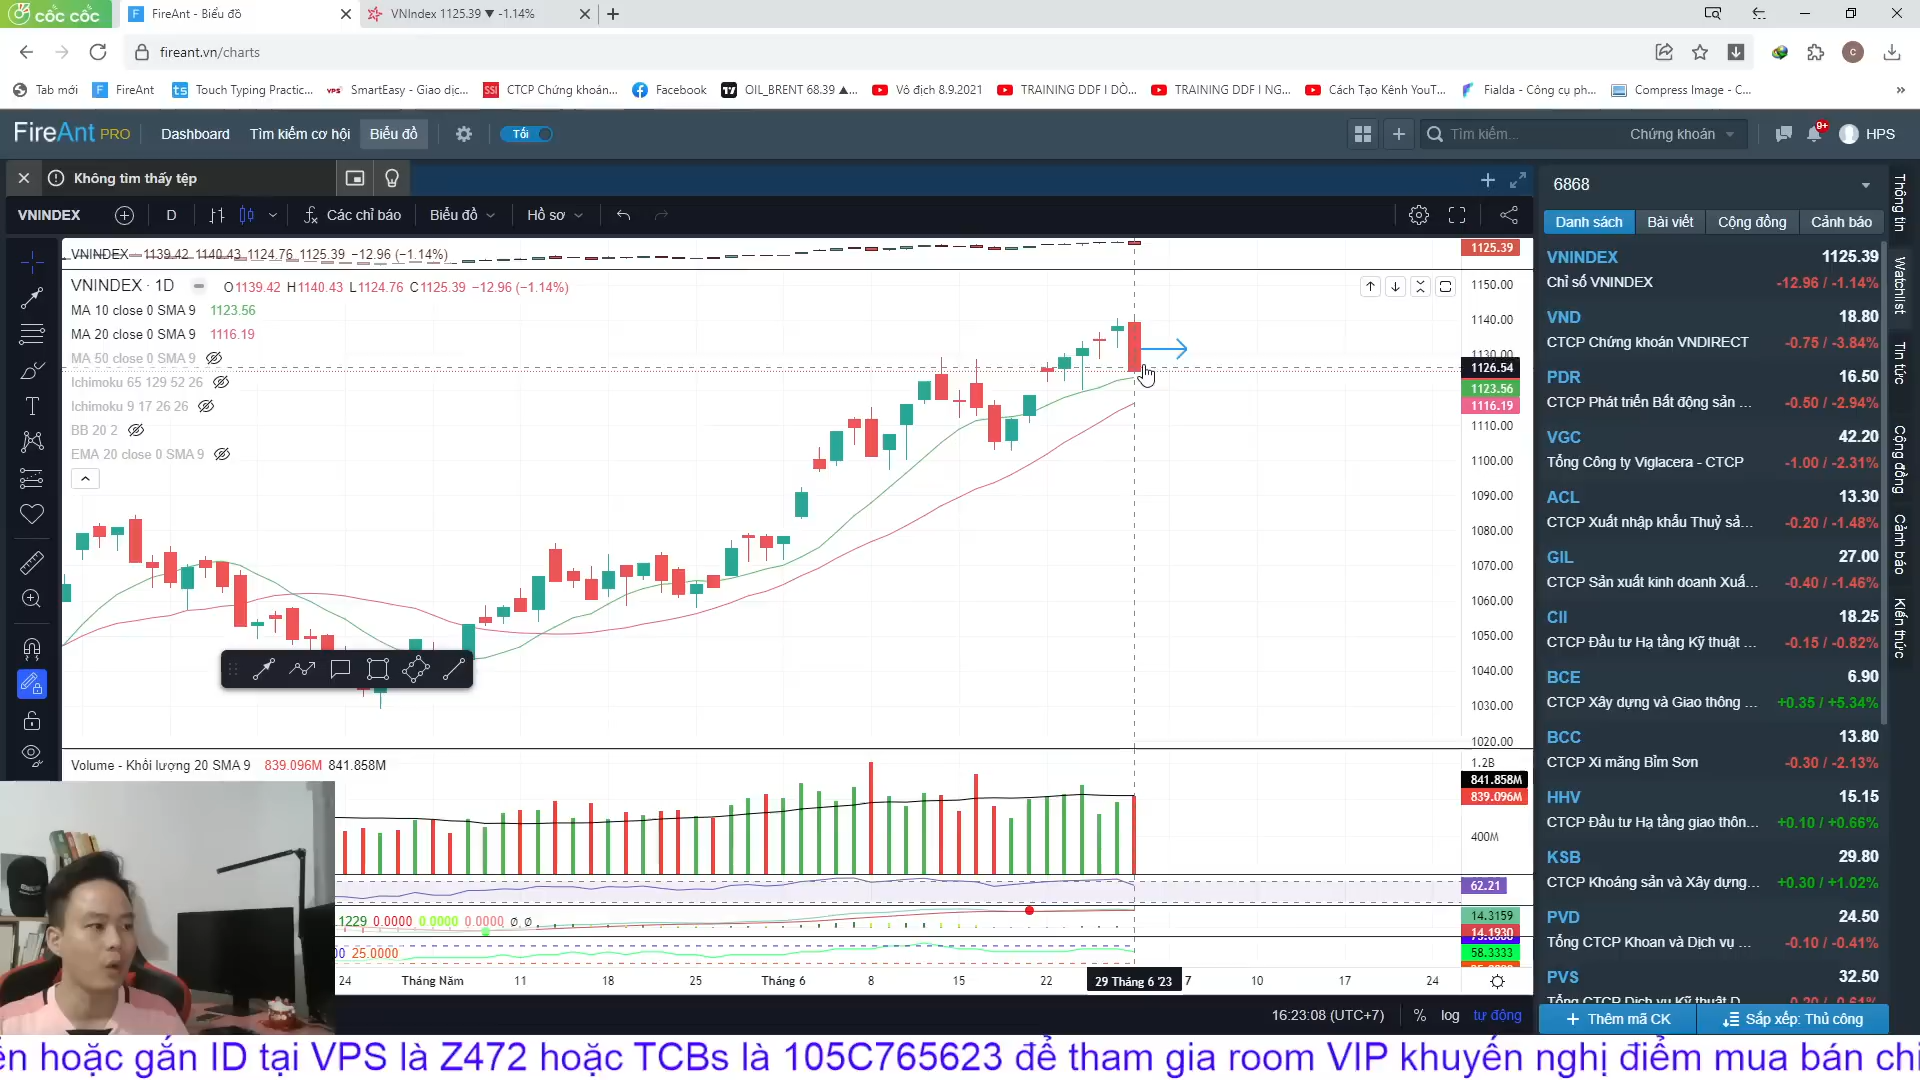 cốc cốc
FireAnt - Biểu đồ
VNIndex 1125.39 ▼ -1.14%
fireant.vn/charts
Tab mới
FireAnt
Touch Typing Practic...
SmartEasy - Giao dịc...
CTCP Chứng khoán...
Facebook
OIL_BRENT 68.39 ▲...
Vô địch 8.9.2021
TRAINING DDF I DÒ...
TRAINING DDF I NG...
Cách Tạo Kênh YouT...
Fialda - Công cụ ph...
Compress Image - C...
FireAnt PRO
Dashboard
Tìm kiếm cơ hội
Biểu đồ
Tối
Tìm kiếm...
Chứng khoán
9+
HPS
Không tìm thấy tệp
VNINDEX
D
Các chỉ báo
Biểu đồ
Hồ sơ
VNINDEX 1139.42 1140.43 1124.76 1125.39 −12.96 (−1.14%)
1125.39
VNINDEX · 1D O1139.42 H1140.43 L1124.76 C1125.39 −12.96 (−1.14%)
MA 10 close 0 SMA 9 1123.56
MA 20 close 0 SMA 9 1116.19
MA 50 close 0 SMA 9
Ichimoku 65 129 52 26
Ichimoku 9 17 26 26
BB 20 2
EMA 20 close 0 SMA 9
1150.00
1140.00
1130.00
1126.54
1123.56
1116.19
1110.00
1100.00
1090.00
1080.00
1070.00
1060.00
1050.00
1040.00
1030.00
1020.00
Volume - Khối lượng 20 SMA 9 839.096M 841.858M
1.2B
841.858M
839.096M
400M
62.21
1229 0.0000 0.0000 0.0000 ∅ ∅
14.3159
14.1930
25.0000
58.3333
24
Tháng Năm
11
18
25
Tháng 6
8
15
22
29 Tháng 6 '23
7
10
17
24
16:23:08 (UTC+7)
%
log
tự động
6868
Danh sách
Bài viết
Cộng đồng
Cảnh báo
VNINDEX 1125.39
Chỉ số VNINDEX -12.96 / -1.14%
VND 18.80
CTCP Chứng khoán VNDIRECT -0.75 / -3.84%
PDR 16.50
CTCP Phát triển Bất động sản ... -0.50 / -2.94%
VGC 42.20
Tổng Công ty Viglacera - CTCP -1.00 / -2.31%
ACL 13.30
CTCP Xuất nhập khẩu Thuỷ sả... -0.20 / -1.48%
GIL 27.00
CTCP Sản xuất kinh doanh Xuấ... -0.40 / -1.46%
CII 18.25
CTCP Đầu tư Hạ tầng Kỹ thuật ... -0.15 / -0.82%
BCE 6.90
CTCP Xây dựng và Giao thông ... +0.35 / +5.34%
BCC 13.80
CTCP Xi măng Bỉm Sơn -0.30 / -2.13%
HHV 15.15
CTCP Đầu tư Hạ tầng giao thôn... +0.10 / +0.66%
KSB 29.80
CTCP Khoáng sản và Xây dựng... +0.30 / +1.02%
PVD 24.50
Tổng CTCP Khoan và Dịch vụ ... -0.10 / -0.41%
PVS 32.50
Tổng CTCP Dịch vụ Kỹ thuật D... -0.20 / -0.61%
Thêm mã CK
Sắp xếp: Thủ công
Thông tin
Watchlist
Tin tức
Cộng đồng
Cảnh báo
Kiến thức
hoặc gắn ID tại VPS là Z472 hoặc TCBs là 105C765623 để tham gia room VIP khuyến nghị điểm mua bán